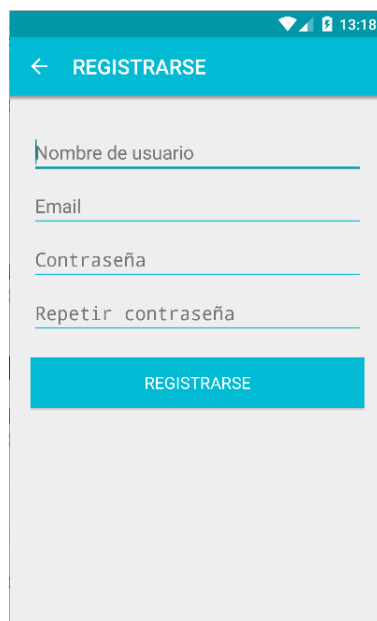 13:18
REGISTRARSE
Nombre de usuario
Email
Contraseña
Repetir contraseña
REGISTRARSE